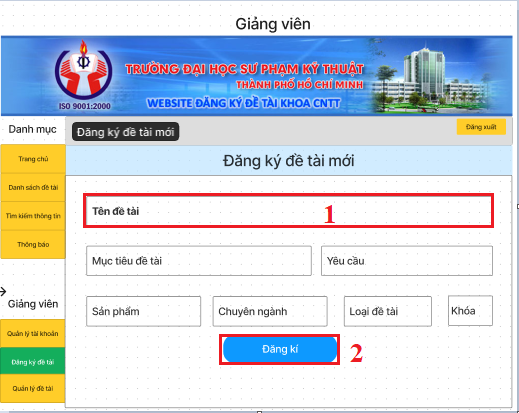 Giảng viên
TRƯỜNG ĐẠI HỌC SƯ PHẠM KỸ THUẬT
THÀNH PHỐ HỒ CHÍ MINH
ISO 9001:2000
WEBSITE ĐĂNG KÝ ĐỀ TÀI KHOA CNTT
Danh mục
Đăng ký đề tài mới
Đăng xuất
Trang chủ
Đăng ký đề tài mới
Danh sách đề tài
Tên đề tài
1
Tìm kiếm thông tin
Thông báo
Mục tiêu đề tài
Yêu cầu
Giảng viên
Sản phẩm
Chuyên ngành
Loại đề tài
Khóa
Quản lý tài khoản
Đăng kí
2
Đăng ký đề tài
Quản lý đề tài